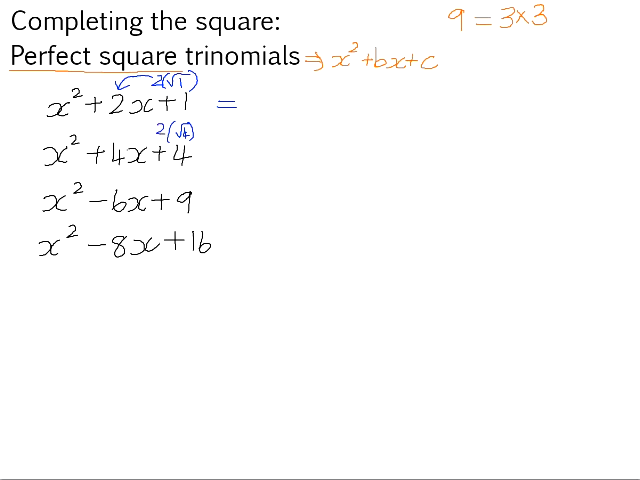 Completing the square:
9 = 3×3
Perfect square trinomials ⇒ x² + bx + c
2(√1)
x² + 2x + 1 =
2(√4)
x² + 4x + 4
x² − 6x + 9
x² − 8x + 16